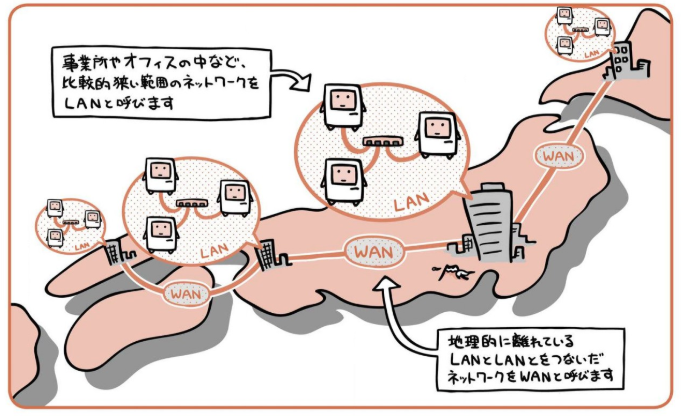 事業所やオフィスの中など、
比較的狭い範囲のネットワークを
LANと呼びます
LAN
LAN
WAN
LAN
LAN
WAN
WAN
地理的に離れている
LANとLANとをつないだ
ネットワークをWANと呼びます